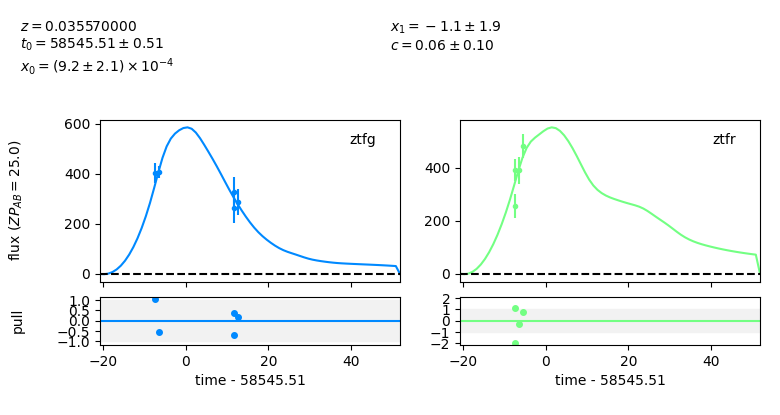 z = 0.035570000
t₀ = 58545.51 ± 0.51
x₀ = (9.2 ± 2.1) × 10⁻⁴
x₁ = −1.1 ± 1.9
c = 0.06 ± 0.10
flux (ZP_AB = 25.0)
600
400
200
0
ztfg
400
200
0
ztfr
pull
1.0
0.5
0.0
−0.5
−1.0
−20 0 20 40
time - 58545.51
2
1
0
−1
−2
−20 0 20 40
time - 58545.51